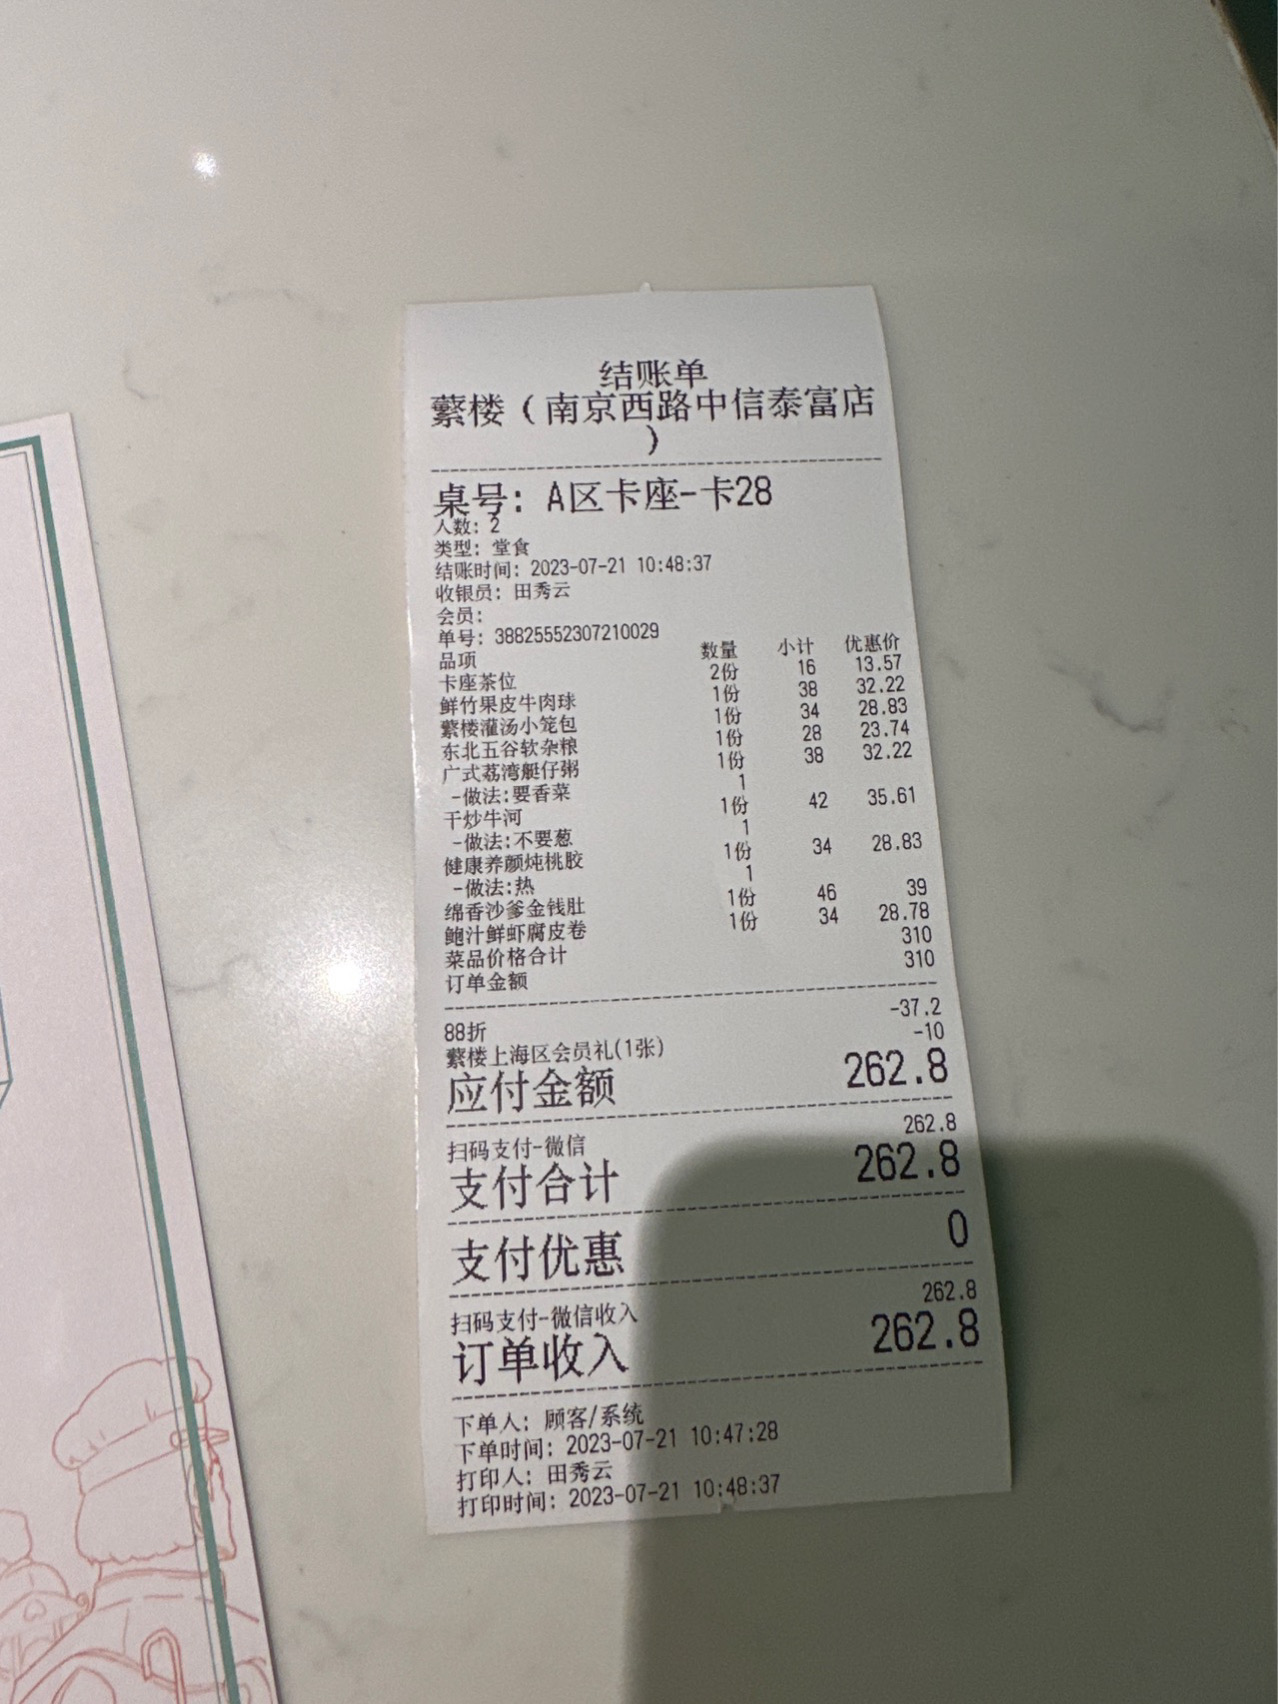 结账单
蘩楼（南京西路中信泰富店
）
桌号：A区卡座-卡28
人数：2
类型：堂食
结账时间：2023-07-21 10:48:37
收银员：田秀云
会员：
单号：38825552307210029
品项 数量 小计 优惠价
卡座茶位 2份 16 13.57
鲜竹果皮牛肉球 1份 38 32.22
蘩楼灌汤小笼包 1份 34 28.83
东北五谷软杂粮 1份 28 23.74
广式荔湾艇仔粥 1份 38 32.22
-做法:要香菜 1
干炒牛河 1份 42 35.61
-做法:不要葱 1
健康养颜炖桃胶 1份 34 28.83
-做法:热 1
绵香沙爹金钱肚 1份 46 39
鲍汁鲜虾腐皮卷 1份 34 28.78
菜品价格合计 310
订单金额 310
88折 -37.2
蘩楼上海区会员礼(1张) -10
应付金额 262.8
扫码支付-微信 262.8
支付合计 262.8
支付优惠 0
扫码支付-微信收入 262.8
订单收入 262.8
下单人：顾客/系统
下单时间：2023-07-21 10:47:28
打印人：田秀云
打印时间：2023-07-21 10:48:37